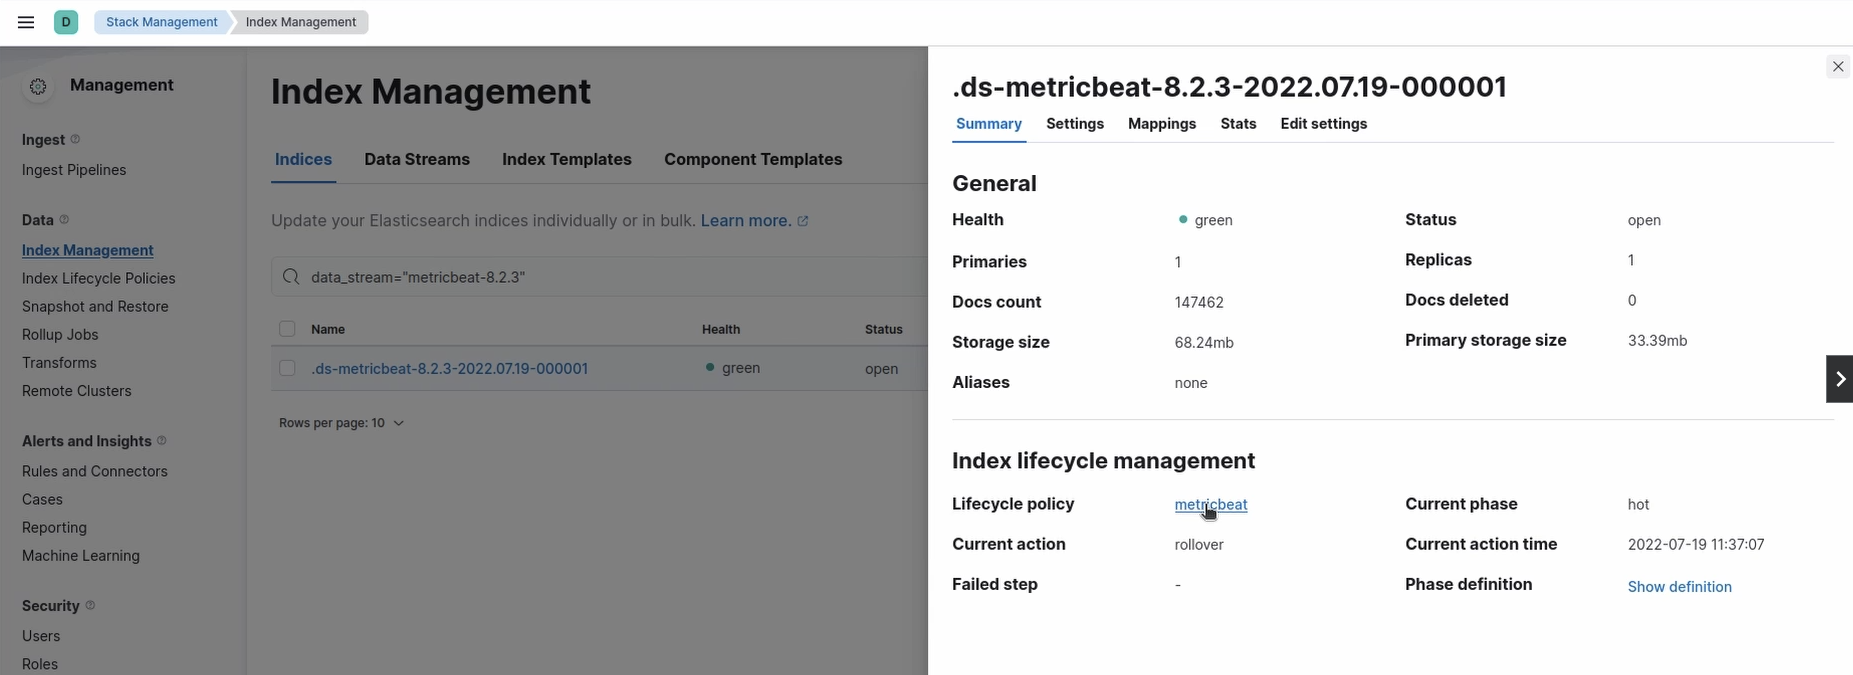 D Stack Management Index Management
Management
Ingest
Ingest Pipelines
Data
Index Management
Index Lifecycle Policies
Snapshot and Restore
Rollup Jobs
Transforms
Remote Clusters
Alerts and Insights
Rules and Connectors
Cases
Reporting
Machine Learning
Security
Users
Roles
Index Management
Indices Data Streams Index Templates Component Templates
Update your Elasticsearch indices individually or in bulk. Learn more.
data_stream="metricbeat-8.2.3"
Name Health Status
.ds-metricbeat-8.2.3-2022.07.19-000001 green open
Rows per page: 10
.ds-metricbeat-8.2.3-2022.07.19-000001
Summary Settings Mappings Stats Edit settings
General
Health green Status open
Primaries 1 Replicas 1
Docs count 147462 Docs deleted 0
Storage size 68.24mb Primary storage size 33.39mb
Aliases none
Index lifecycle management
Lifecycle policy metricbeat Current phase hot
Current action rollover Current action time 2022-07-19 11:37:07
Failed step - Phase definition Show definition